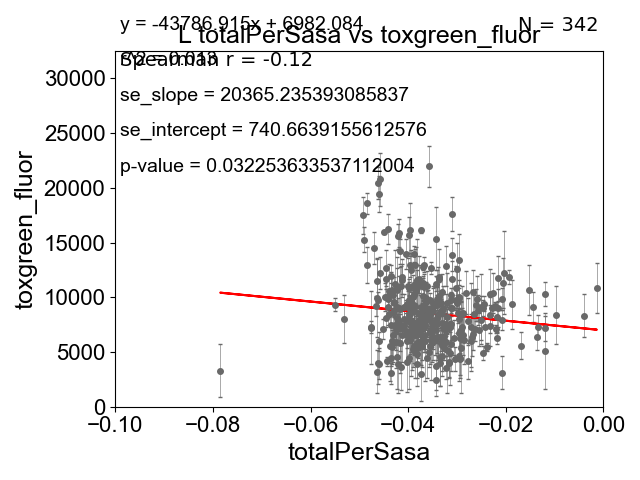 y = -43786.915x + 6982.084
N = 342
L totalPerSasa vs toxgreen_fluor
Spearman r = -0.12
se_slope = 20365.235393085837
se_intercept = 740.6639155612576
p-value = 0.032253633537112004
toxgreen_fluor
30000
25000
20000
15000
10000
5000
0
−0.10
−0.08
−0.06
−0.04
−0.02
0.00
totalPerSasa